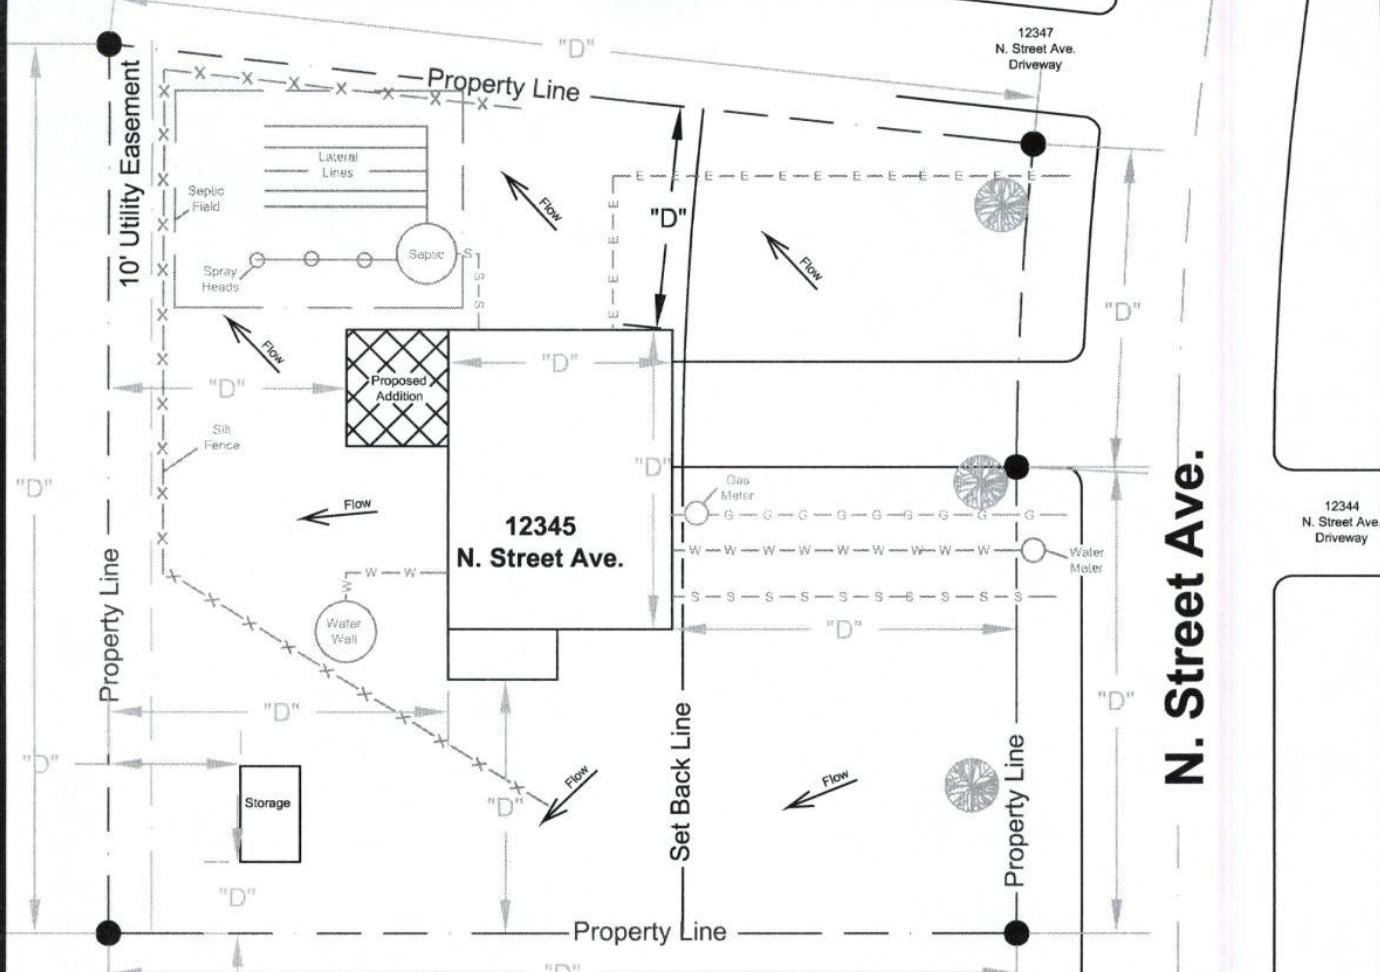 12347
N. Street Ave.
Driveway
"D"
Property Line
10' Utility Easement
Lateral
Lines
Septic
Field
Septic
S
S
S
Spray
Heads
Flow
"D"
E E E E E E E E E E E E
E
E
E
E
Flow
Flow
"D"
"D"
"D"
Proposed
Addition
Silt
Fence
"D"
"D"
Gas
Meter
G G G G G G G G G
W W W W W W W W W
Water
Meter
S S S S S S S S S S
Flow
12345
N. Street Ave.
W W
W
Water
Wall
"D"
N. Street Ave.
12344
N. Street Ave.
Driveway
Property Line
"D"
"D"
"D"
Storage
"D"
"D"
Flow
Set Back Line
Flow
Property Line
Property Line
"D"
X X X X X X X
X
X
X
X
X
X
X
X
X
X
X
X X X X X X X X X X